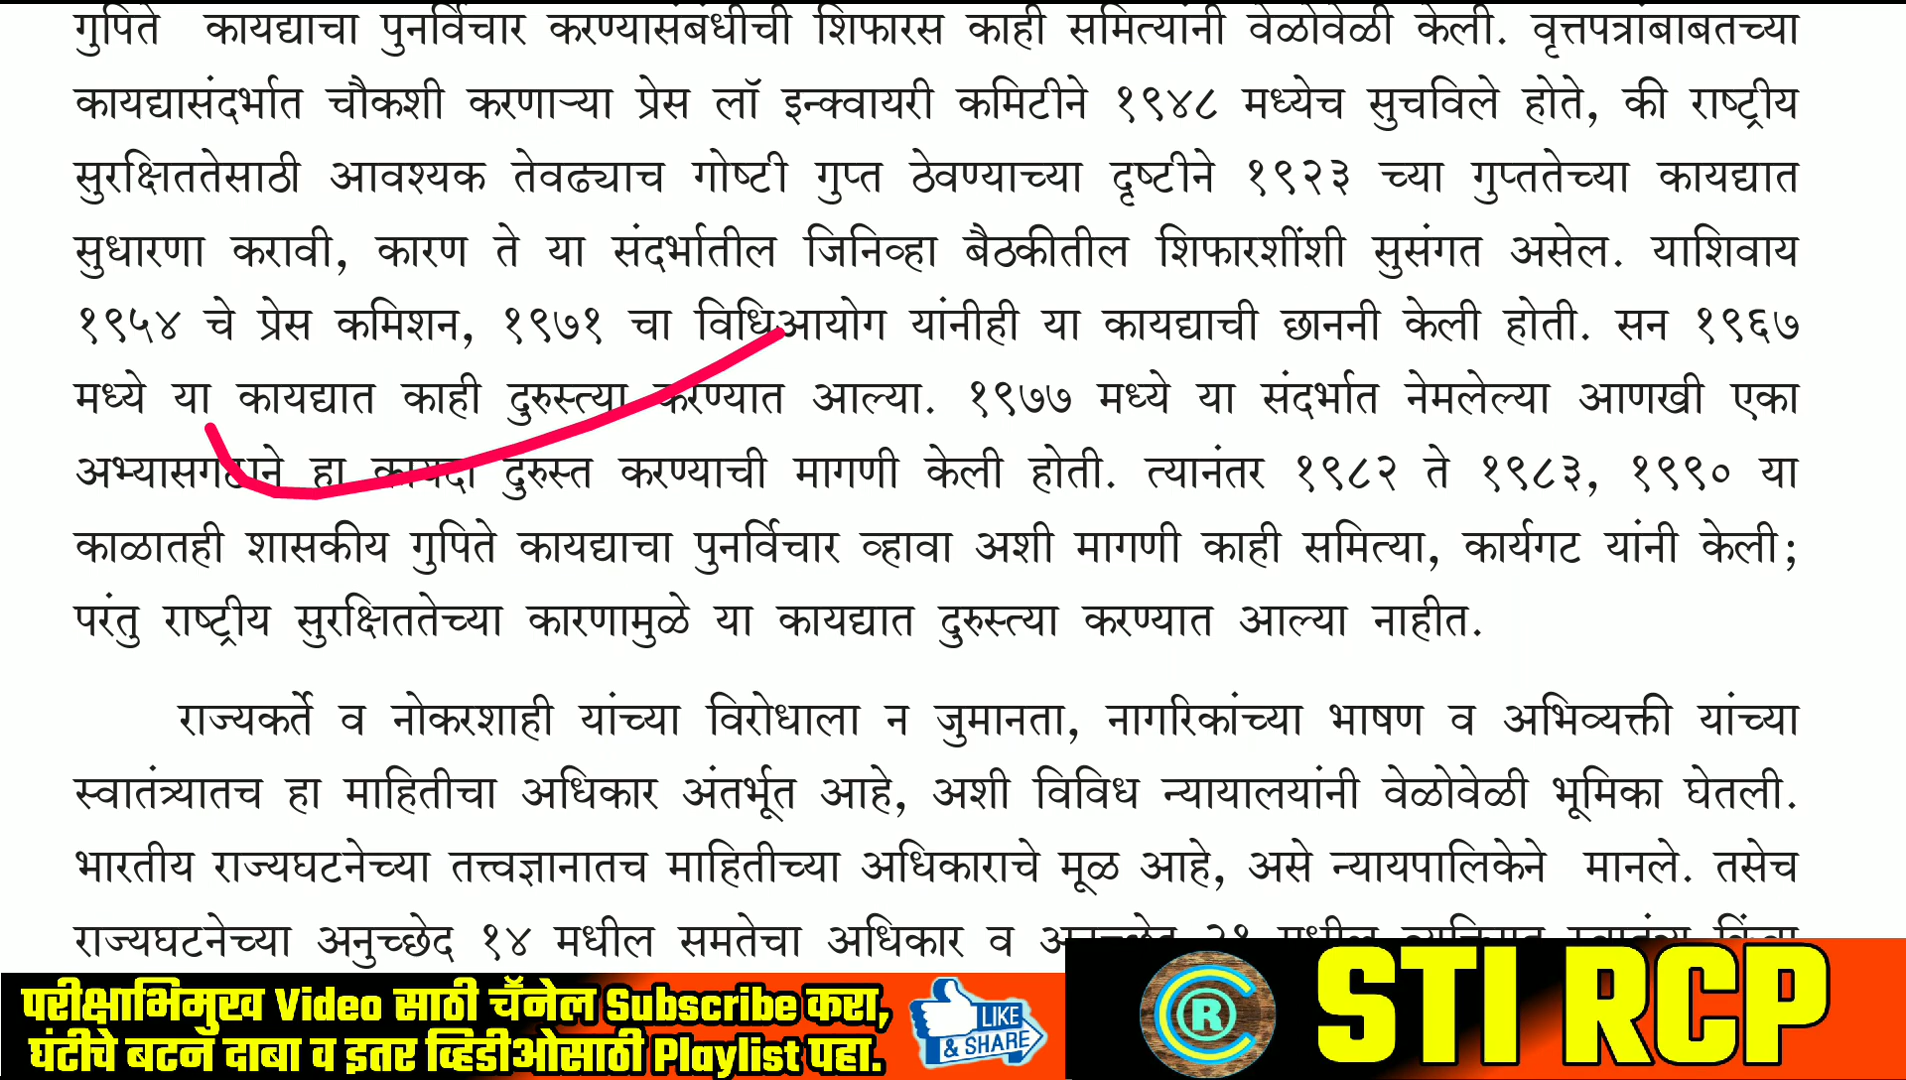 गुपिते कायद्याचा पुनर्विचार करण्यासंबंधीची शिफारस काही समित्यांनी वेळोवेळी केली. वृत्तपत्रांबाबतच्या
कायद्यासंदर्भात चौकशी करणाऱ्या प्रेस लॉ इन्क्वायरी कमिटीने १९४८ मध्येच सुचविले होते, की राष्ट्रीय
सुरक्षिततेसाठी आवश्यक तेवढ्याच गोष्टी गुप्त ठेवण्याच्या दृष्टीने १९२३ च्या गुप्ततेच्या कायद्यात
सुधारणा करावी, कारण ते या संदर्भातील जिनिव्हा बैठकीतील शिफारशींशी सुसंगत असेल. याशिवाय
१९५४ चे प्रेस कमिशन, १९७१ चा विधिआयोग यांनीही या कायद्याची छाननी केली होती. सन १९६७
मध्ये या कायद्यात काही दुरुस्त्या करण्यात आल्या. १९७७ मध्ये या संदर्भात नेमलेल्या आणखी एका
अभ्यासगटाने हा कायदा दुरुस्त करण्याची मागणी केली होती. त्यानंतर १९८२ ते १९८३, १९९० या
काळातही शासकीय गुपिते कायद्याचा पुनर्विचार व्हावा अशी मागणी काही समित्या, कार्यगट यांनी केली;
परंतु राष्ट्रीय सुरक्षिततेच्या कारणामुळे या कायद्यात दुरुस्त्या करण्यात आल्या नाहीत.
राज्यकर्ते व नोकरशाही यांच्या विरोधाला न जुमानता, नागरिकांच्या भाषण व अभिव्यक्ती यांच्या
स्वातंत्र्यातच हा माहितीचा अधिकार अंतर्भूत आहे, अशी विविध न्यायालयांनी वेळोवेळी भूमिका घेतली.
भारतीय राज्यघटनेच्या तत्त्वज्ञानातच माहितीच्या अधिकाराचे मूळ आहे, असे न्यायपालिकेने मानले. तसेच
राज्यघटनेच्या अनुच्छेद १४ मधील समतेचा अधिकार व
परीक्षाभिमुख Video साठी चॅनेल Subscribe करा,
घंटीचे बटन दाबा व इतर व्हिडीओसाठी Playlist पहा.
LIKE
& SHARE
R
STI RCP